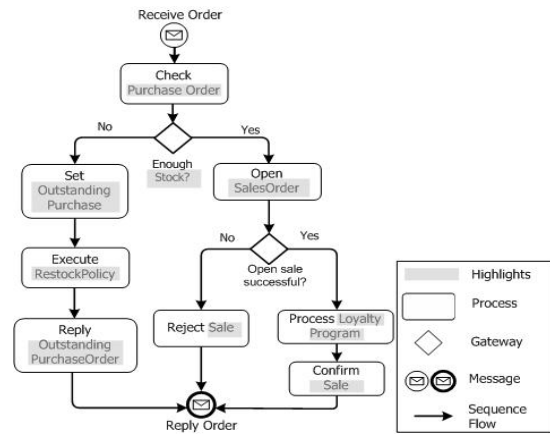 Receive Order
Check
Purchase Order
No
Yes
Enough
Stock?
Set
Outstanding
Purchase
Open
SalesOrder
Execute
RestockPolicy
No
Yes
Open sale
successful?
Reply
Outstanding
PurchaseOrder
Reject Sale
Process Loyalty
Program
Confirm
Sale
Reply Order
Highlights
Process
Gateway
Message
Sequence
Flow